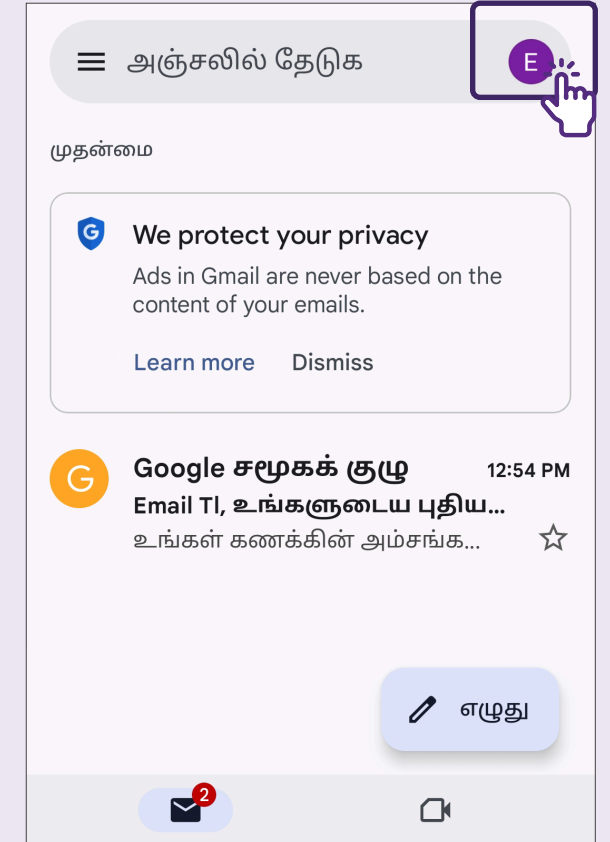 அஞ்சலில் தேடுக
E
முதன்மை
G
We protect your privacy
Ads in Gmail are never based on the
content of your emails.
Learn more Dismiss
G
Google சமூகக் குழு 12:54 PM
Email Tl, உங்களுடைய புதிய...
உங்கள் கணக்கின் அம்சங்க...
எழுது
2